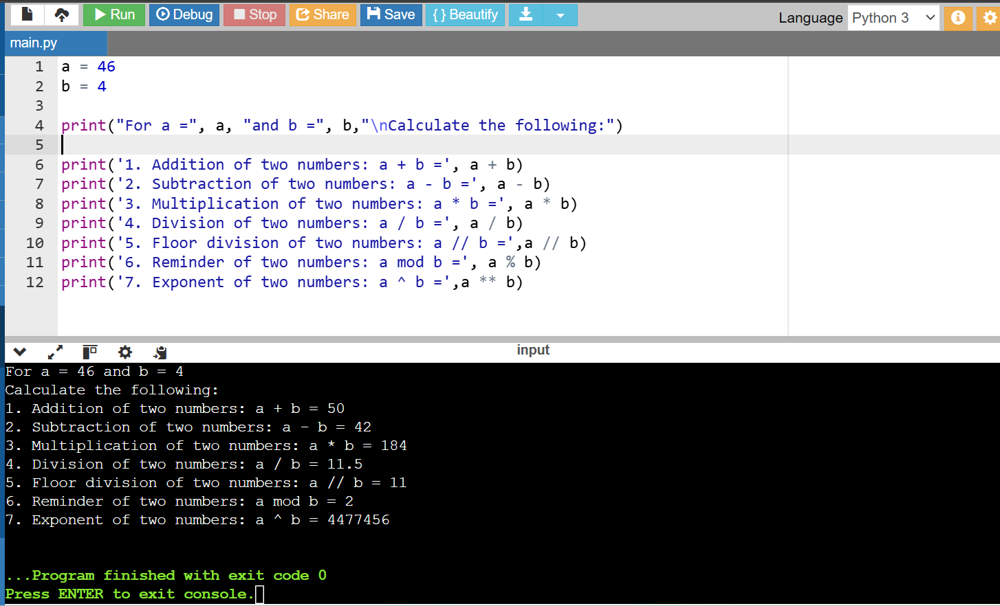 Run Debug Stop Share Save { } Beautify Language Python 3
main.py
1 a = 46
2 b = 4
3
4 print("For a =", a, "and b =", b,"\nCalculate the following:")
5
6 print('1. Addition of two numbers: a + b =', a + b)
7 print('2. Subtraction of two numbers: a - b =', a - b)
8 print('3. Multiplication of two numbers: a * b =', a * b)
9 print('4. Division of two numbers: a / b =', a / b)
10 print('5. Floor division of two numbers: a // b =',a // b)
11 print('6. Reminder of two numbers: a mod b =', a % b)
12 print('7. Exponent of two numbers: a ^ b =',a ** b)
input
For a = 46 and b = 4
Calculate the following:
1. Addition of two numbers: a + b = 50
2. Subtraction of two numbers: a - b = 42
3. Multiplication of two numbers: a * b = 184
4. Division of two numbers: a / b = 11.5
5. Floor division of two numbers: a // b = 11
6. Reminder of two numbers: a mod b = 2
7. Exponent of two numbers: a ^ b = 4477456
...Program finished with exit code 0
Press ENTER to exit console.